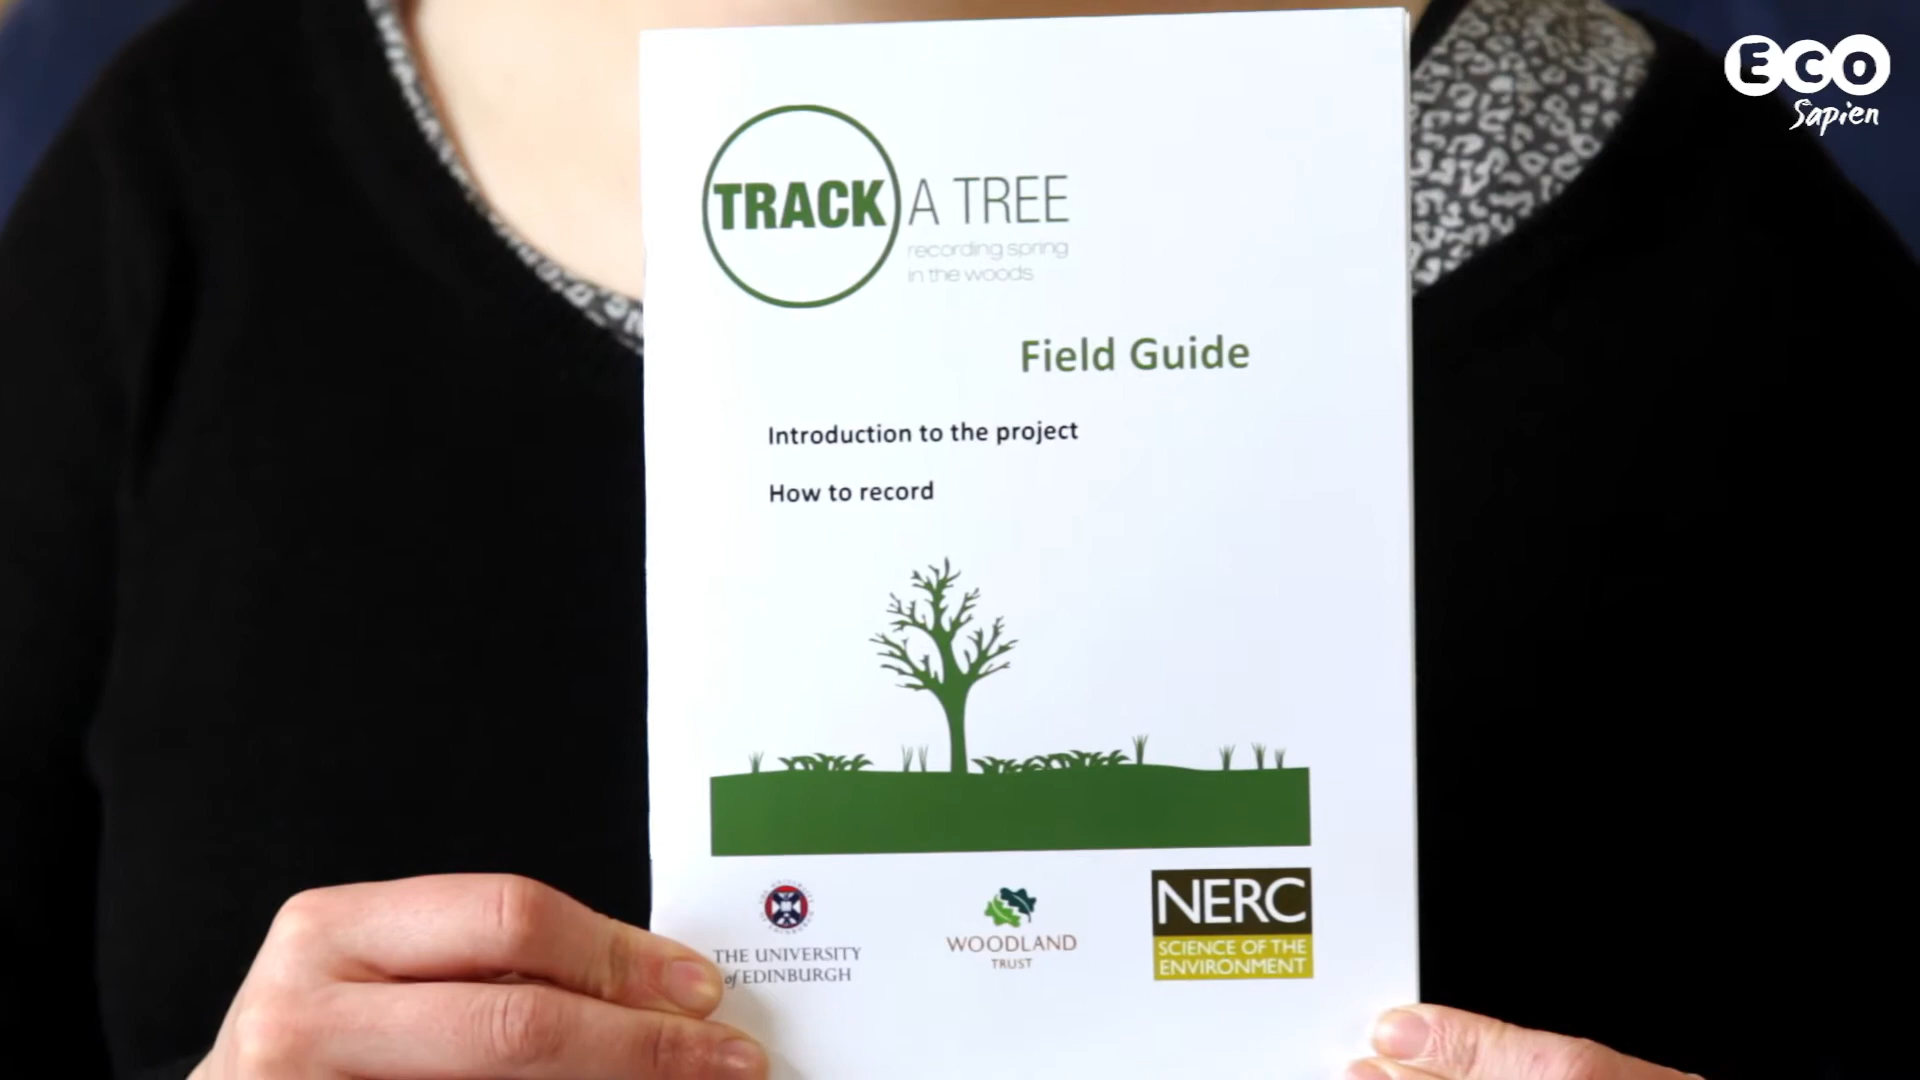 ECO
Sapien
TRACK A TREE
recording spring
in the woods
Field Guide
Introduction to the project
How to record
THE UNIVERSITY
of EDINBURGH
WOODLAND
TRUST
NERC
SCIENCE OF THE
ENVIRONMENT